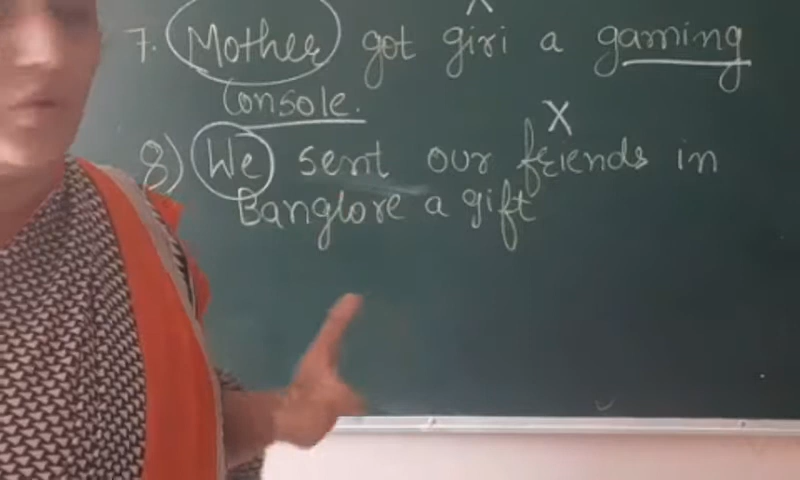 X
7. Mother got giri a gaming
console.
X
8) We sent our friends in
Banglore a gift